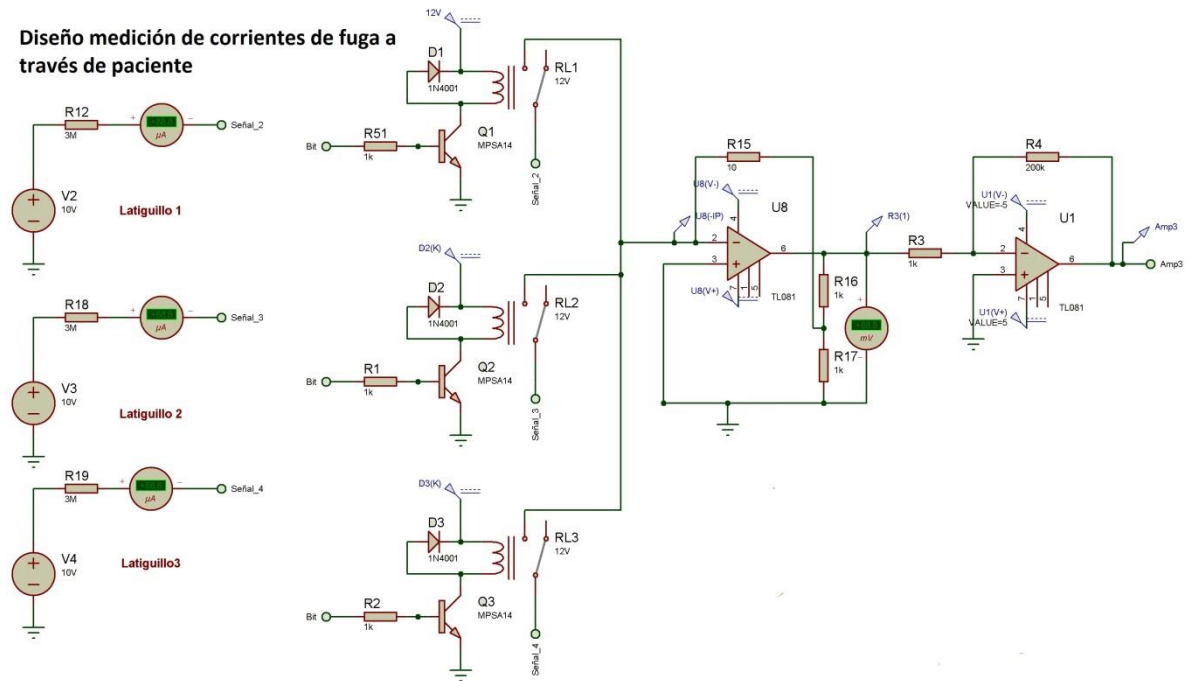 Diseño medición de corrientes de fuga a
través de paciente
R12
3M
µA
+
−
Señal_2
V2
10V
Latiguillo 1
R18
3M
µA
+
−
Señal_3
V3
10V
Latiguillo 2
R19
3M
µA
+
−
Señal_4
V4
10V
Latiguillo3
12V
D1
1N4001
RL1
12V
Bit
R51
1k
Q1
MPSA14
Señal_2
D2(K)
D2
1N4001
RL2
12V
Bit
R1
1k
Q2
MPSA14
Señal_3
D3(K)
D3
1N4001
RL3
12V
Bit
R2
1k
Q3
MPSA14
Señal_4
R15
10
U8(V-)
U8(-IP)
U8
4
2
3
6
7
1
5
TL081
U8(V+)
R16
1k
R17
1k
+
mV
−
R3(1)
R3
1k
R4
200k
U1(V-)
VALUE=-5
U1
4
2
3
6
7
1
5
TL081
U1(V+)
VALUE=5
Amp3
Amp3